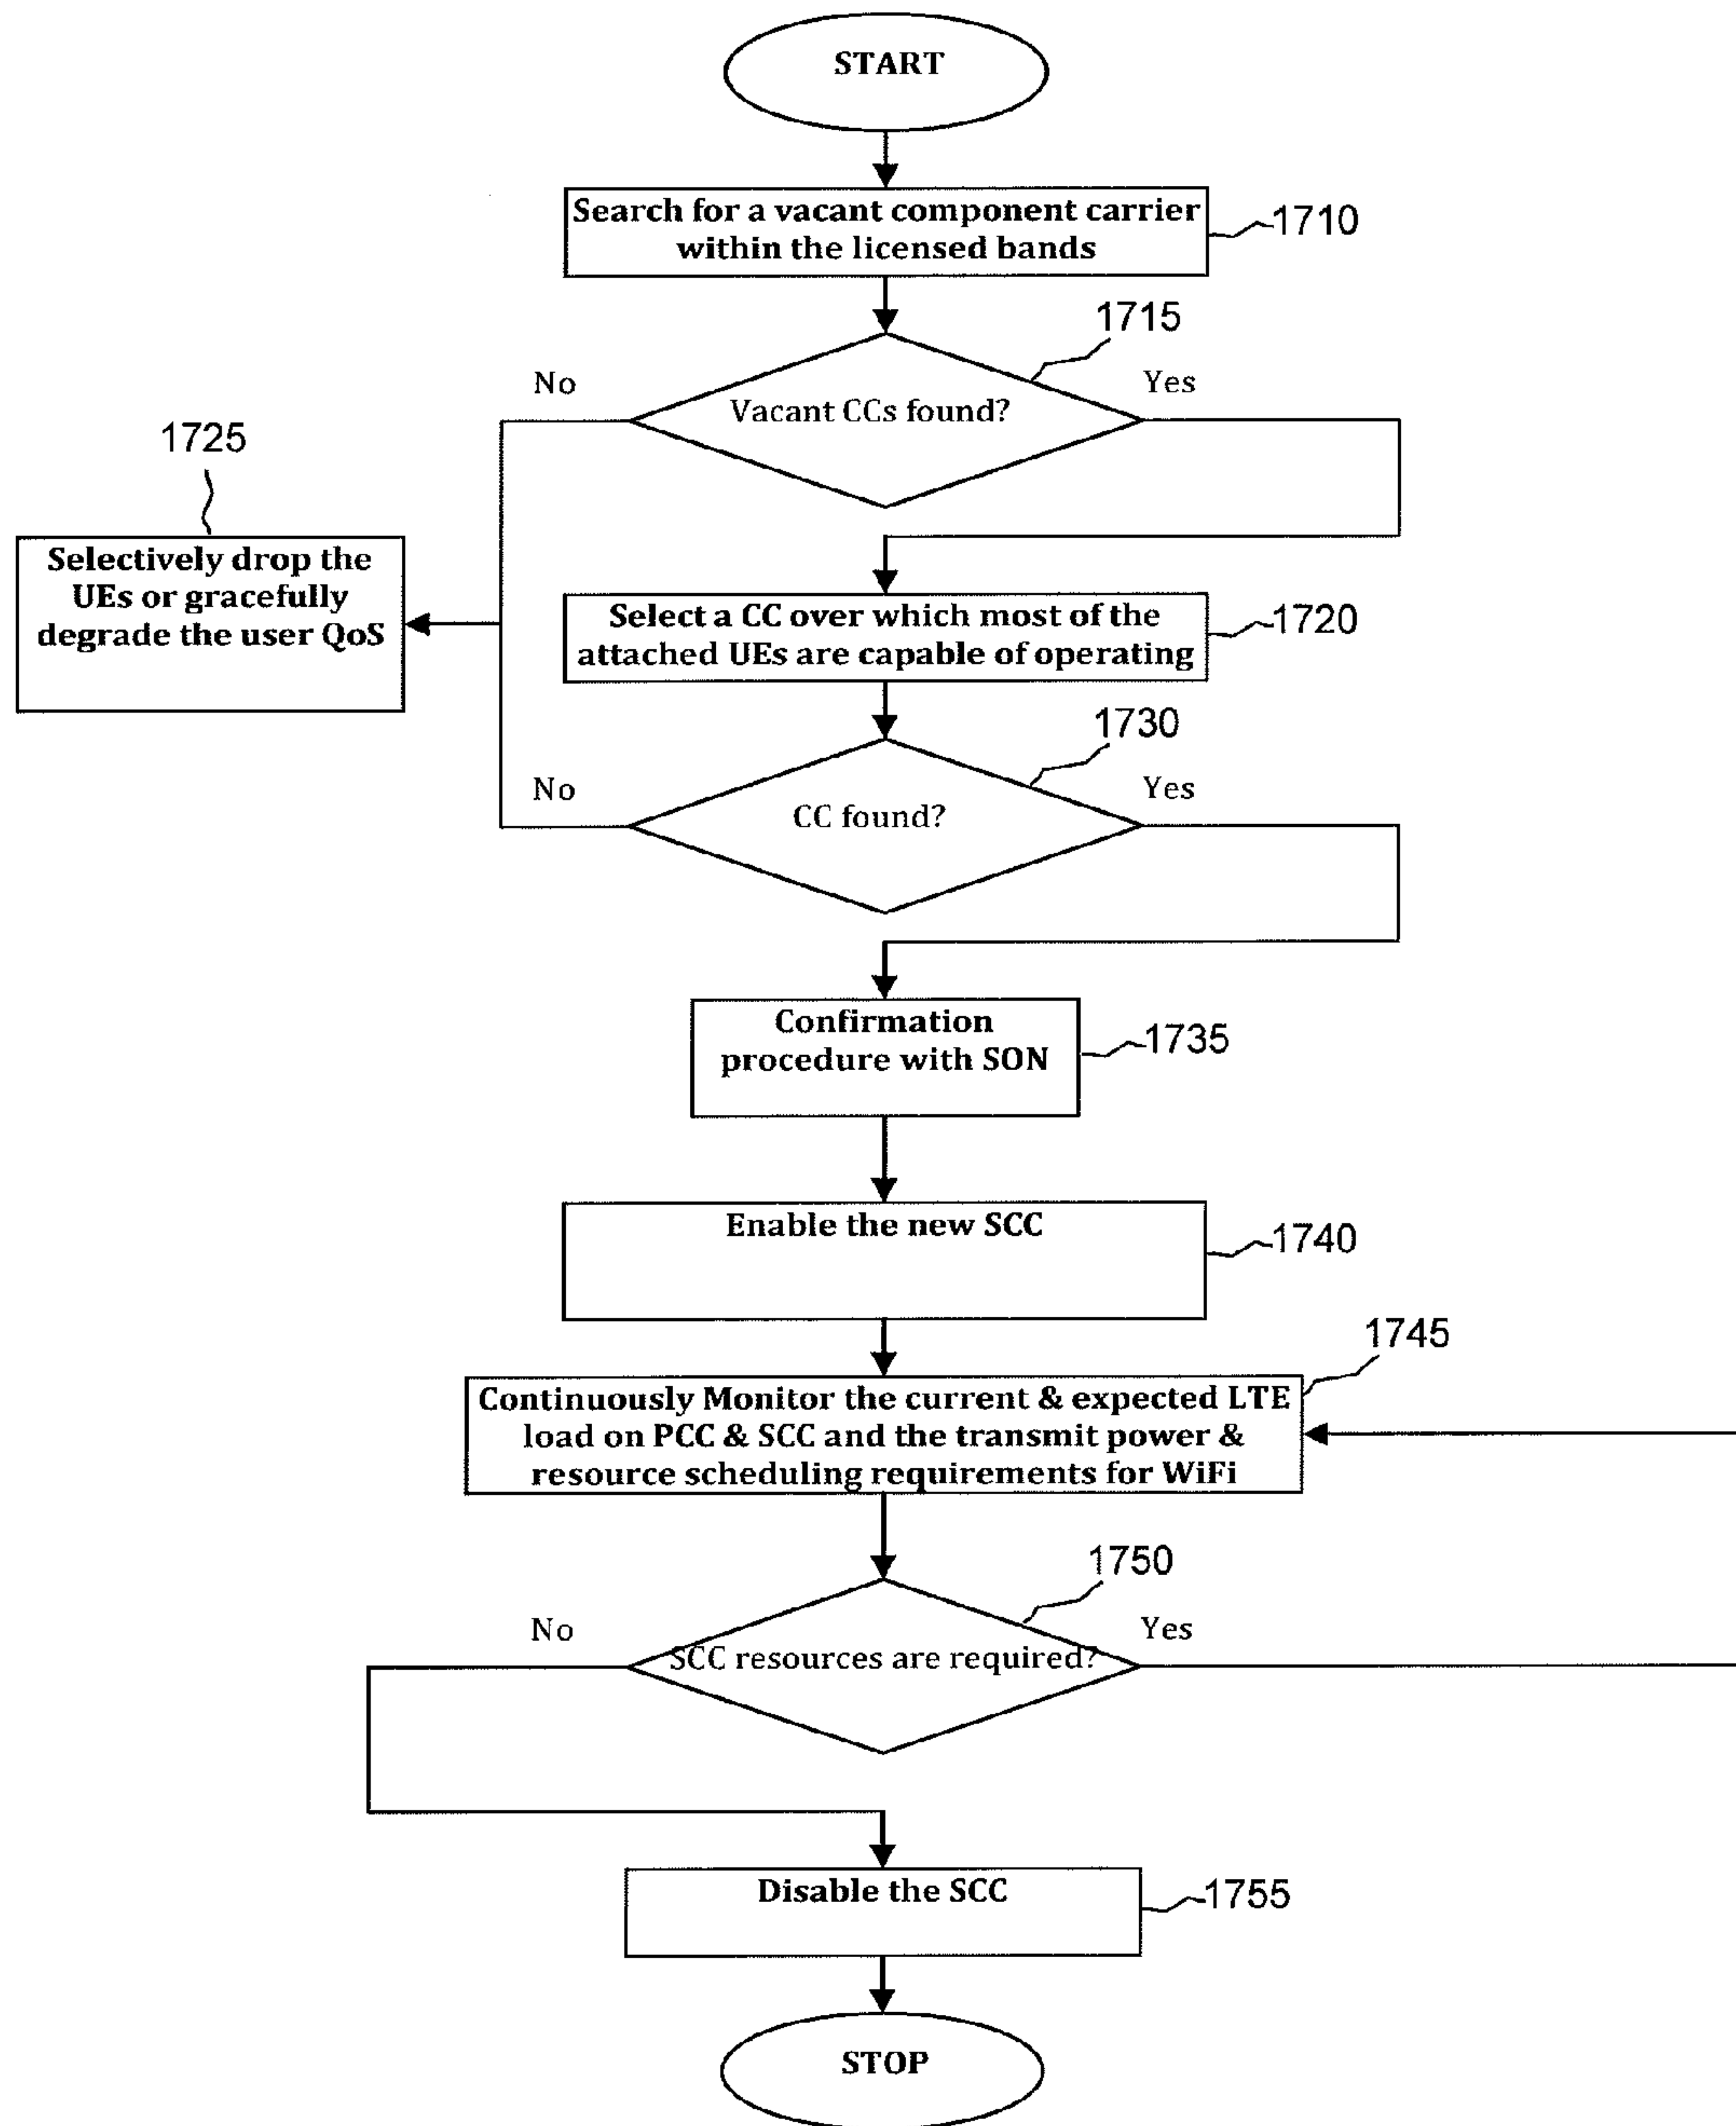 START
Search for a vacant component carrier
within the licensed bands
1710
1715
No
Yes
Vacant CCs found?
1725
Selectively drop the
UEs or gracefully
degrade the user QoS
Select a CC over which most of the
attached UEs are capable of operating
1720
1730
No
Yes
CC found?
Confirmation
procedure with SON
1735
Enable the new SCC
1740
1745
Continuously Monitor the current & expected LTE
load on PCC & SCC and the transmit power &
resource scheduling requirements for WiFi
1750
No
Yes
SCC resources are required?
Disable the SCC
1755
STOP